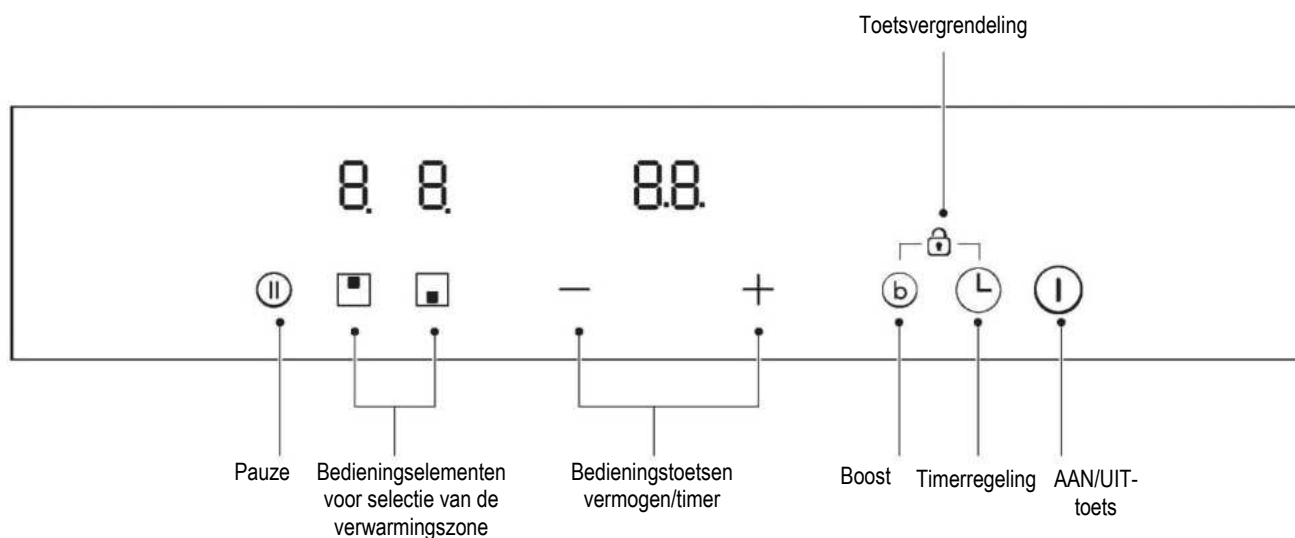 Toetsvergrendeling
8. 8. 8.8.
b
Pauze
Bedieningselementen
voor selectie van de
verwarmingszone
Bedieningstoetsen
vermogen/timer
Boost
Timerregeling
AAN/UIT-
toets